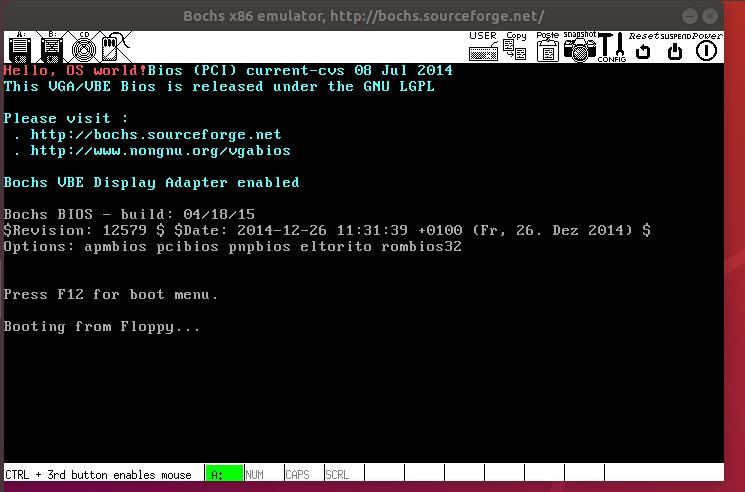 Bochs x86 emulator, http://bochs.sourceforge.net/
A: B: CD USER Copy Paste snapshot CONFIG Reset SUSPEND Power
Hello, OS world!Bios (PCI) current-cvs 08 Jul 2014
This VGA/VBE Bios is released under the GNU LGPL
Please visit :
. http://bochs.sourceforge.net
. http://www.nongnu.org/vgabios
Bochs VBE Display Adapter enabled
Bochs BIOS - build: 04/18/15
$Revision: 12579 $ $Date: 2014-12-26 11:31:39 +0100 (Fr, 26. Dez 2014) $
Options: apmbios pcibios pnpbios eltorito rombios32
Press F12 for boot menu.
Booting from Floppy...
CTRL + 3rd button enables mouse A: NUM CAPS SCRL